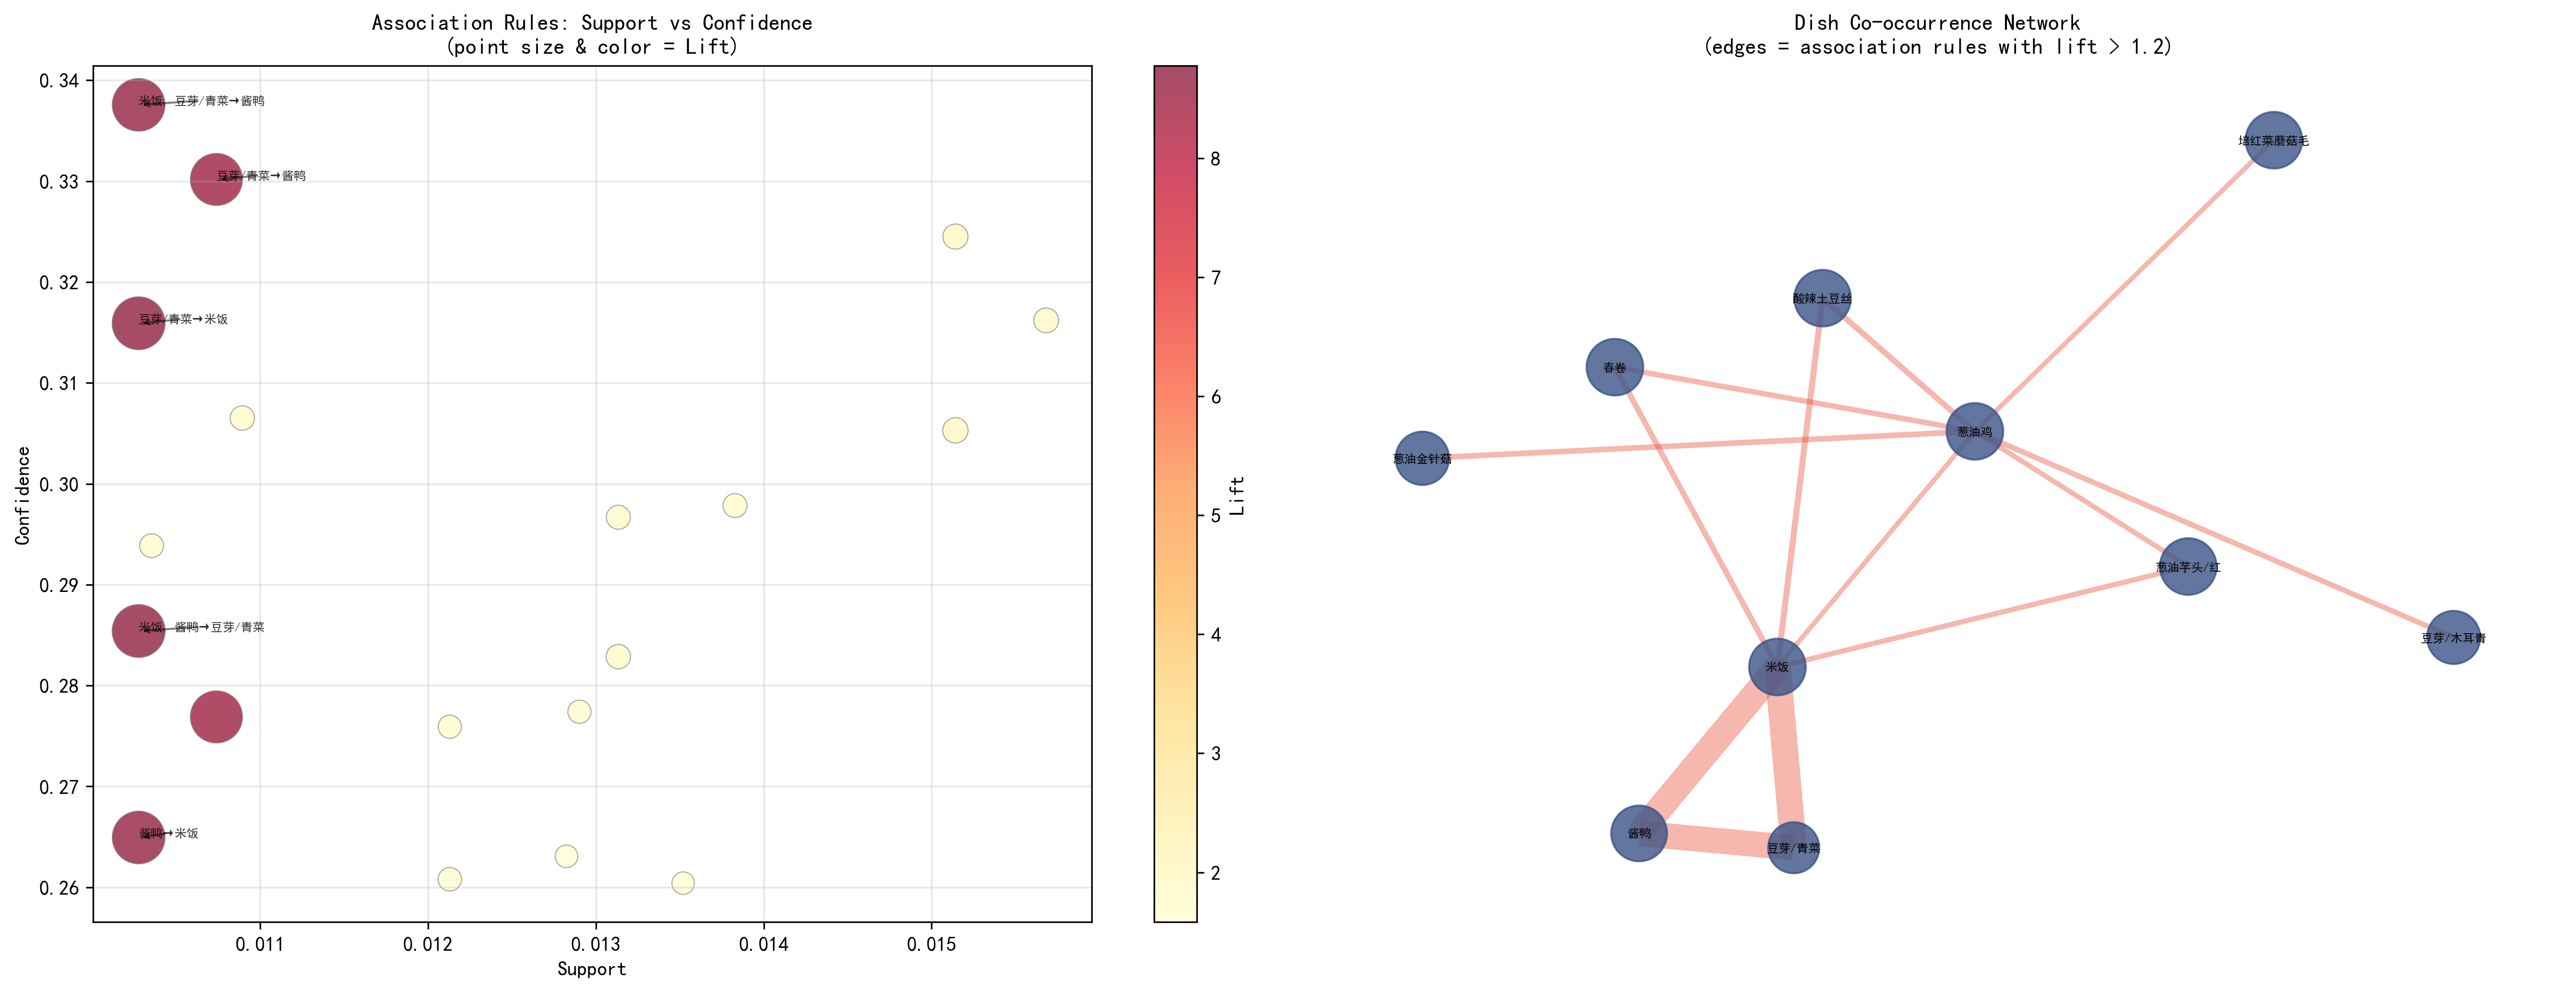 Association Rules: Support vs Confidence
(point size & color = Lift)
0.34
0.33
0.32
0.31
0.30
0.29
0.28
0.27
0.26
Confidence
米饭、豆芽/青菜→酱鸭
豆芽/青菜→酱鸭
豆芽/青菜→米饭
米饭、酱鸭→豆芽/青菜
酱鸭→米饭
0.011
0.012
0.013
0.014
0.015
Support
8
7
6
5
4
3
2
Lift
Dish Co-occurrence Network
(edges = association rules with lift > 1.2)
培红菜蘑菇毛
酸辣土豆丝
春卷
葱油鸡
葱油金针菇
葱油芋头/红
豆芽/木耳青
米饭
酱鸭
豆芽/青菜